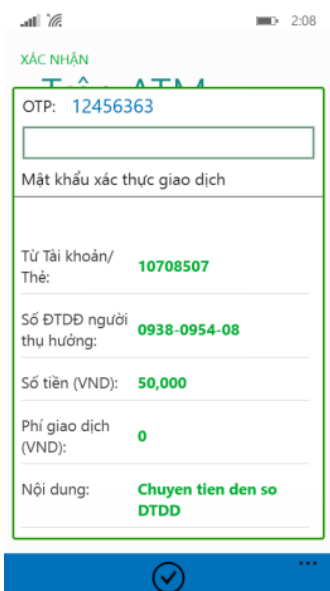 2:08
XÁC NHẬN
Trên ATM
OTP: 12456363
Mật khẩu xác thực giao dịch
Từ Tài khoản/
Thẻ:
10708507
Số ĐTDĐ người
thụ hưởng:
0938-0954-08
Số tiền (VND): 50,000
Phí giao dịch
(VND):
0
Nội dung: Chuyen tien den so
DTDD